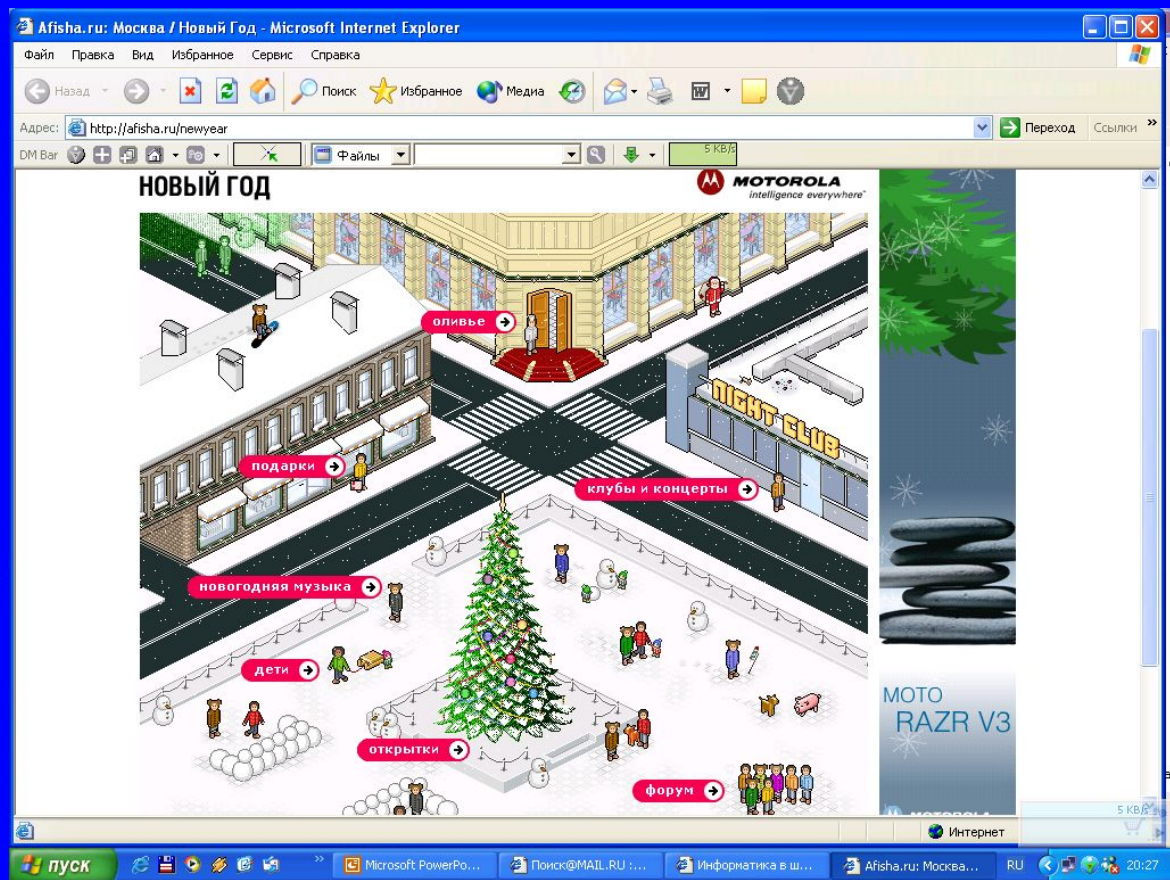 Afisha.ru: Москва / Новый Год - Microsoft Internet Explorer
Файл Правка Вид Избранное Сервис Справка
Назад Поиск Избранное Медиа
Адрес: http://afisha.ru/newyear Переход Ссылки »
DM Bar Файлы 5 KB/s
НОВЫЙ ГОД
MOTOROLA
intelligence everywhere
оливье
NIGHT CLUB
подарки
клубы и концерты
новогодняя музыка
дети
MOTO
RAZR V3
открытки
форум
MOTOROLA
5 KB/s
Интернет
пуск » Microsoft PowerPo... Поиск@MAIL.RU :... Информатика в ш... Afisha.ru: Москва... RU 20:27